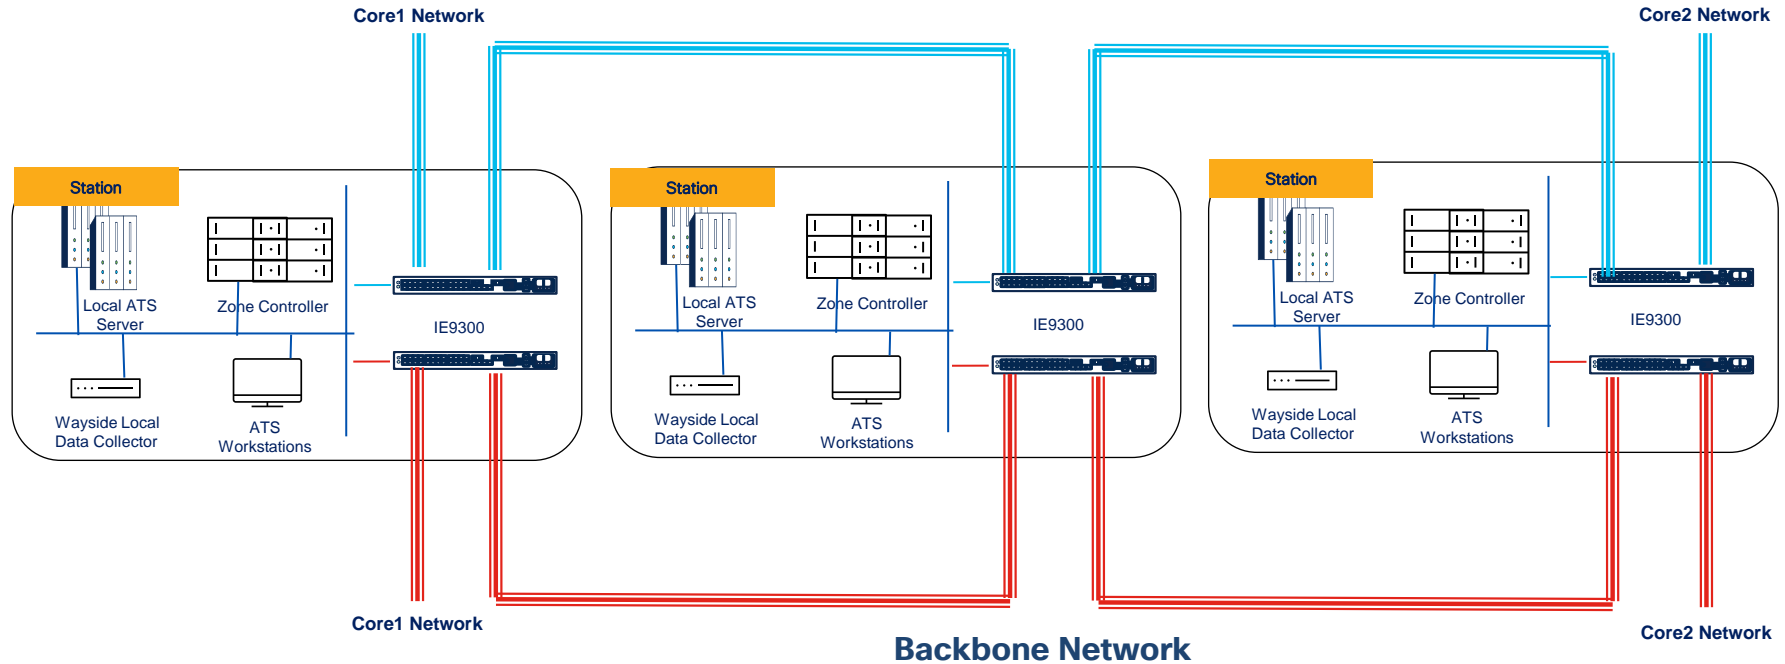 Core1 Network
Core2 Network
Station
Local ATS
Server
Zone Controller
IE9300
Wayside Local
Data Collector
ATS
Workstations
Station
Local ATS
Server
Zone Controller
IE9300
Wayside Local
Data Collector
ATS
Workstations
Station
Local ATS
Server
Zone Controller
IE9300
Wayside Local
Data Collector
ATS
Workstations
Core1 Network
Core2 Network
Backbone Network